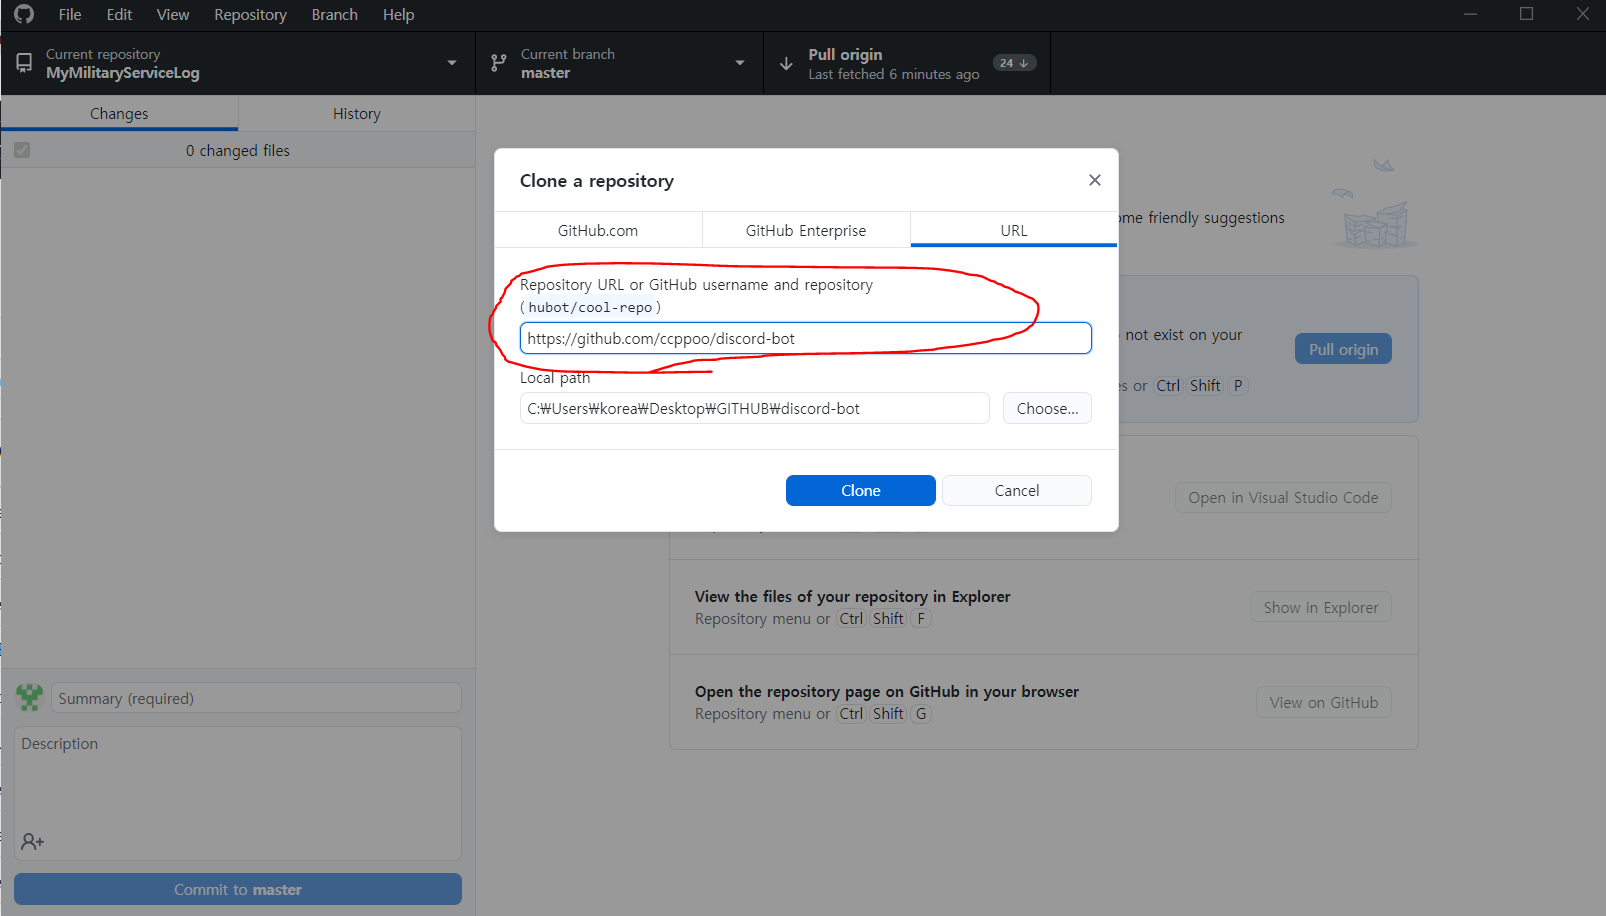 File Edit View Repository Branch Help
Current repository
MyMilitaryServiceLog
Current branch
master
Pull origin
Last fetched 6 minutes ago
24
Changes History
0 changed files
Clone a repository
GitHub.com GitHub Enterprise URL
Repository URL or GitHub username and repository
(hubot/cool-repo)
https://github.com/ccppoo/discord-bot
Local path
C:₩Users₩korea₩Desktop₩GITHUB₩discord-bot
Choose...
Clone Cancel
friendly suggestions
not exist on your
Pull origin
or Ctrl Shift P
Open in Visual Studio Code
View the files of your repository in Explorer
Repository menu or Ctrl Shift F
Show in Explorer
Open the repository page on GitHub in your browser
Repository menu or Ctrl Shift G
View on GitHub
Summary (required)
Description
Commit to master